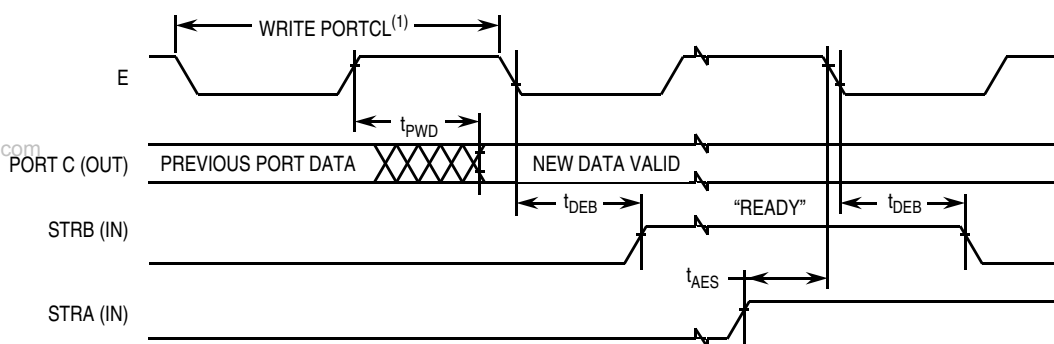 WRITE PORTCL(1)
E
tPWD
com
PORT C (OUT)
PREVIOUS PORT DATA
NEW DATA VALID
tDEB
"READY"
tDEB
STRB (IN)
tAES
STRA (IN)